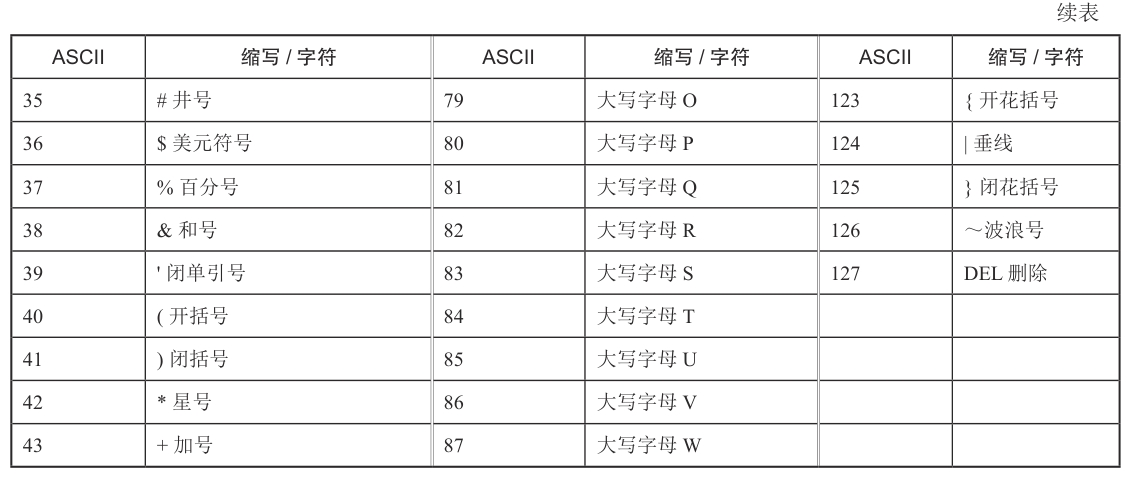 续表
ASCII 缩写 / 字符 ASCII 缩写 / 字符 ASCII 缩写 / 字符
35 # 井号 79 大写字母 O 123 { 开花括号
36 $ 美元符号 80 大写字母 P 124 | 垂线
37 % 百分号 81 大写字母 Q 125 } 闭花括号
38 & 和号 82 大写字母 R 126 ～波浪号
39 ' 闭单引号 83 大写字母 S 127 DEL 删除
40 ( 开括号 84 大写字母 T
41 ) 闭括号 85 大写字母 U
42 * 星号 86 大写字母 V
43 + 加号 87 大写字母 W